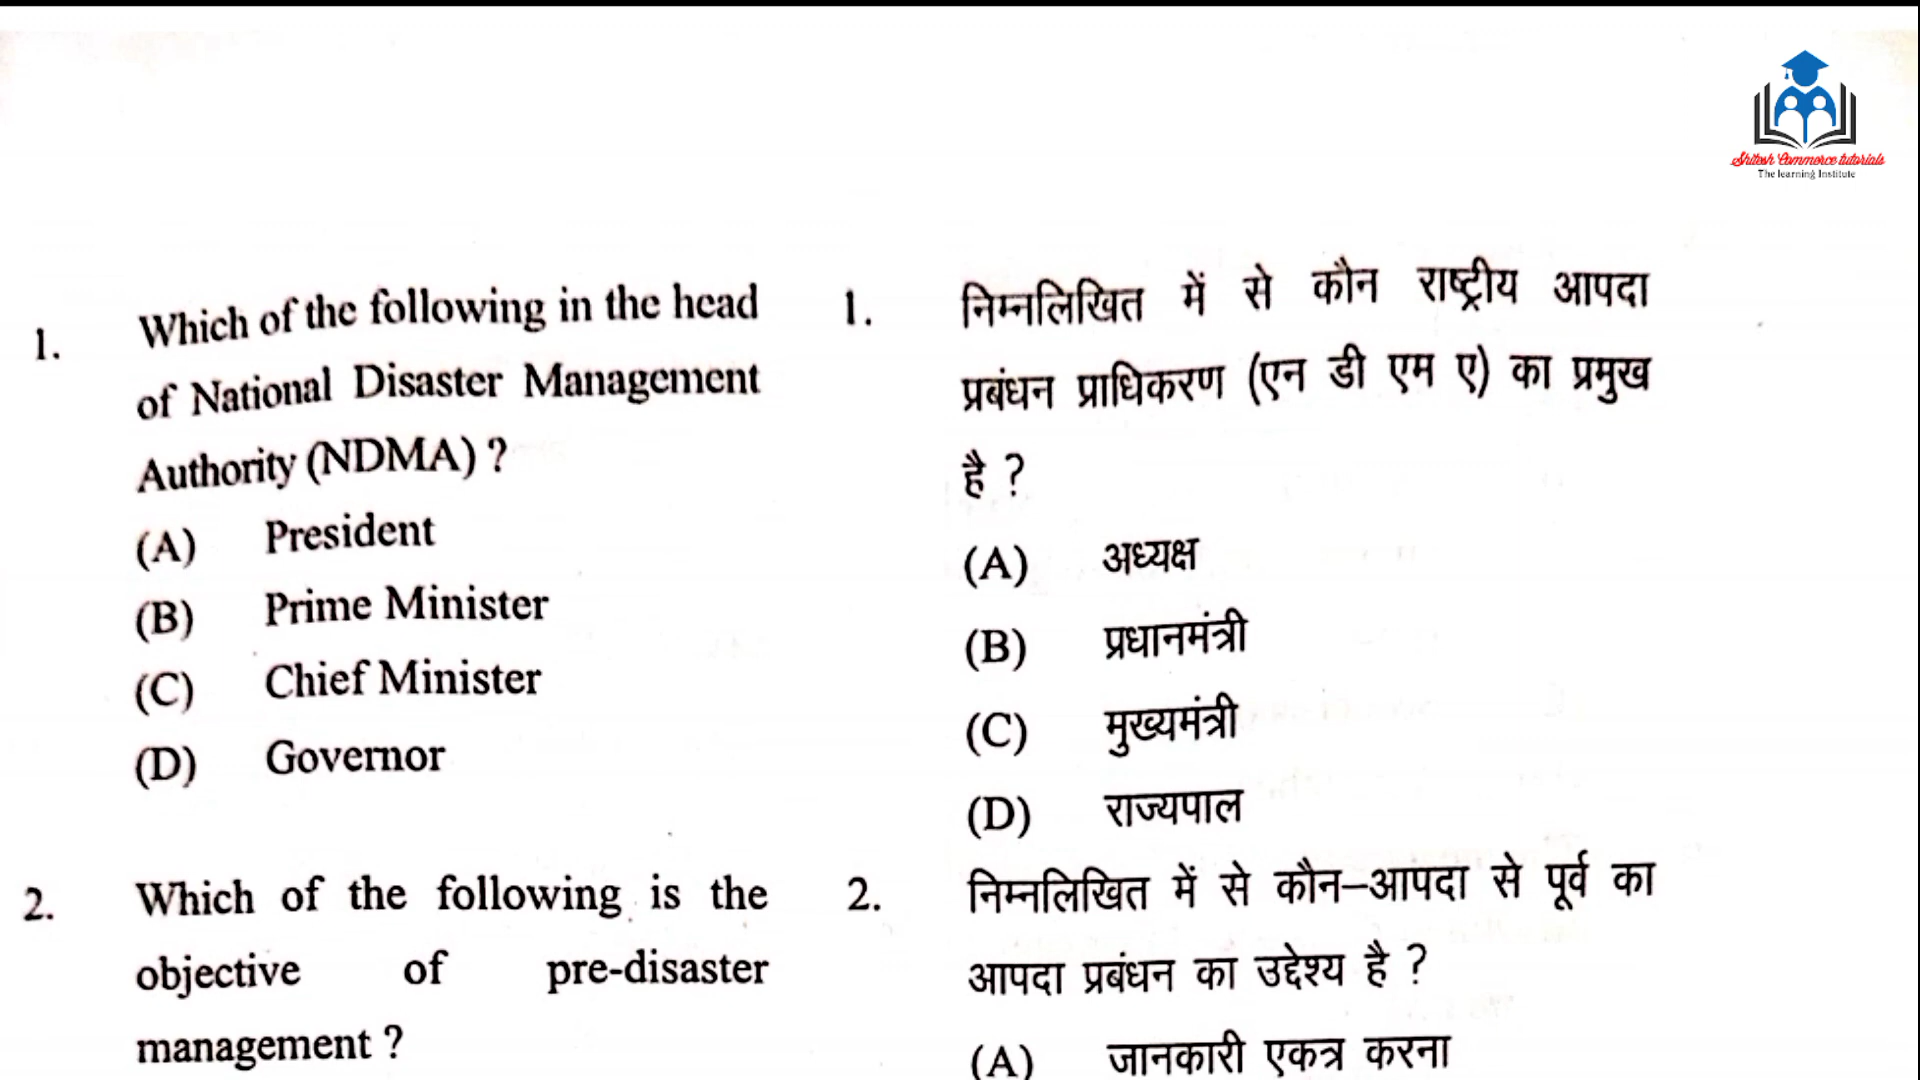 Shitosh Commerce tutorials
The learning Institute
1. Which of the following in the head
of National Disaster Management
Authority (NDMA) ?
(A) President
(B) Prime Minister
(C) Chief Minister
(D) Governor
2. Which of the following is the
objective of pre-disaster
management ?
1. निम्नलिखित में से कौन राष्ट्रीय आपदा
प्रबंधन प्राधिकरण (एन डी एम ए) का प्रमुख
है ?
(A) अध्यक्ष
(B) प्रधानमंत्री
(C) मुख्यमंत्री
(D) राज्यपाल
2. निम्नलिखित में से कौन–आपदा से पूर्व का
आपदा प्रबंधन का उद्देश्य है ?
(A) जानकारी एकत्र करना